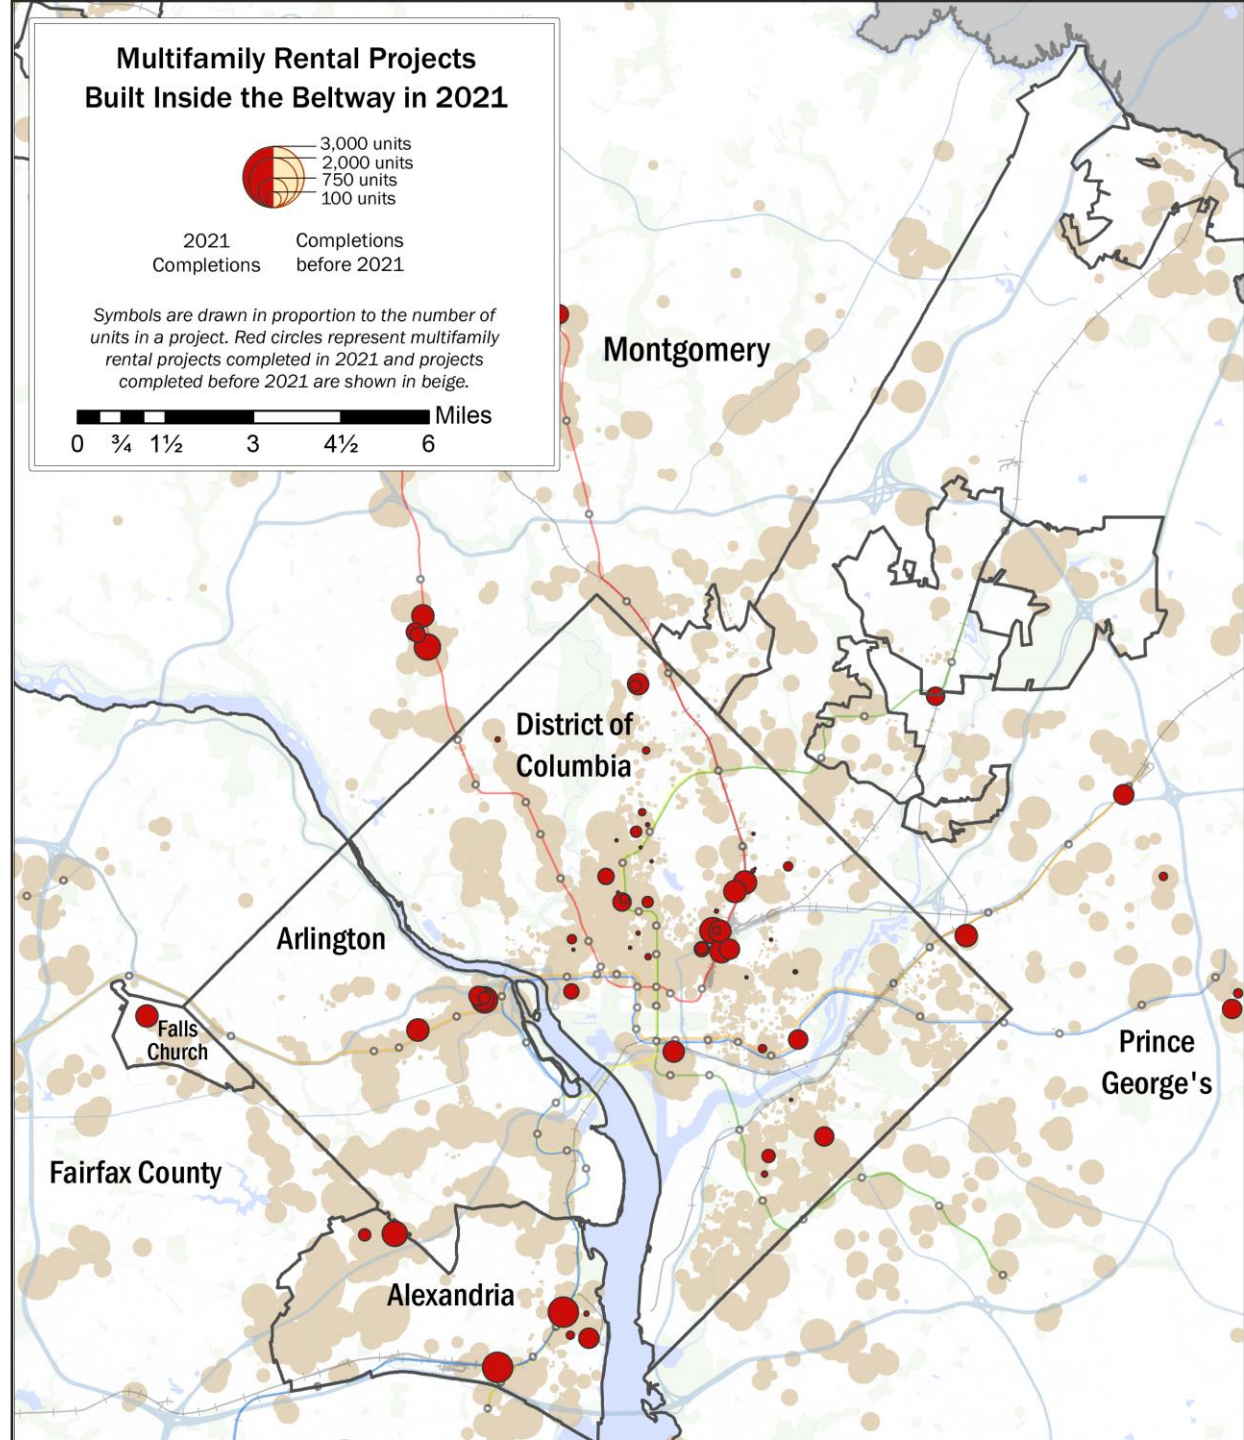 Multifamily Rental Projects
Built Inside the Beltway in 2021
3,000 units
2,000 units
750 units
100 units
2021
Completions
Completions
before 2021
Symbols are drawn in proportion to the number of
units in a project. Red circles represent multifamily
rental projects completed in 2021 and projects
completed before 2021 are shown in beige.
Miles
0 ¾ 1½ 3 4½ 6
Montgomery
District of
Columbia
Arlington
Falls
Church
Prince
George's
Fairfax County
Alexandria